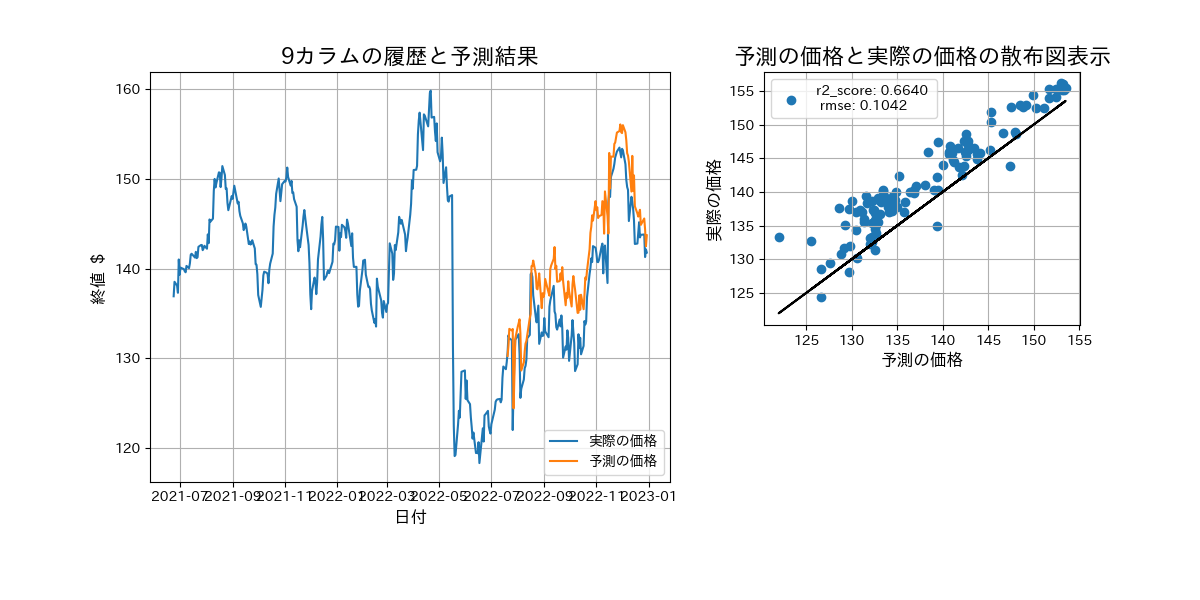 9カラムの履歴と予測結果
160
150
140
130
120
終値 $
2021-07
2021-09
2021-11
2022-01
2022-03
2022-05
2022-07
2022-09
2022-11
2023-01
日付
実際の価格
予測の価格
予測の価格と実際の価格の散布図表示
r2_score: 0.6640
rmse: 0.1042
155
150
145
140
135
130
125
実際の価格
125
130
135
140
145
150
155
予測の価格